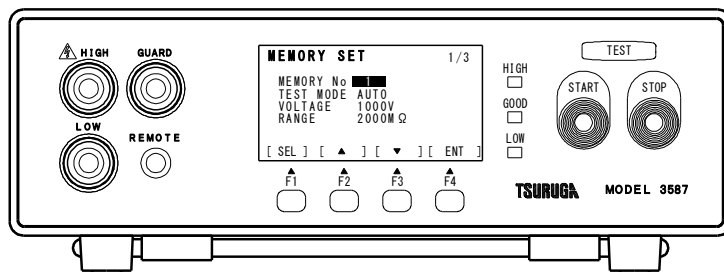 HIGH GUARD
LOW
REMOTE
MEMORY SET 1/3
MEMORY No 1
TEST MODE AUTO
VOLTAGE 1000V
RANGE 2000MΩ
[ SEL ] [ ▲ ] [ ▼ ] [ ENT ]
F1 F2 F3 F4
HIGH
GOOD
LOW
TEST
START STOP
TSURUGA MODEL 3587